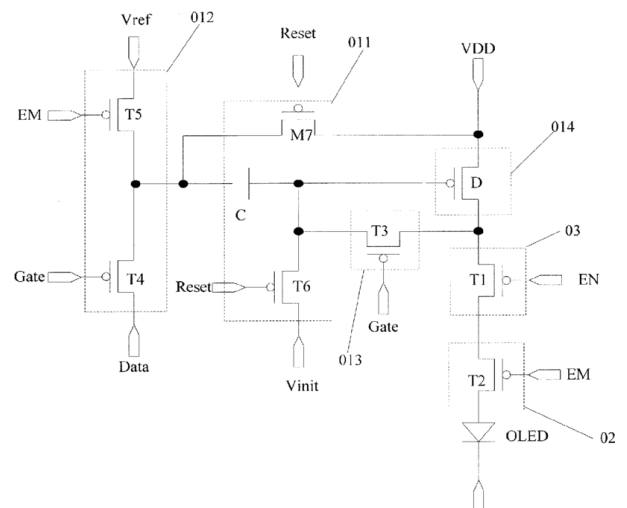 Vref
012
Reset
011
VDD
EM
T5
M7
014
D
C
T3
03
Gate
T4
Reset
T6
T1
EN
Gate
013
Data
Vinit
T2
EM
OLED
02